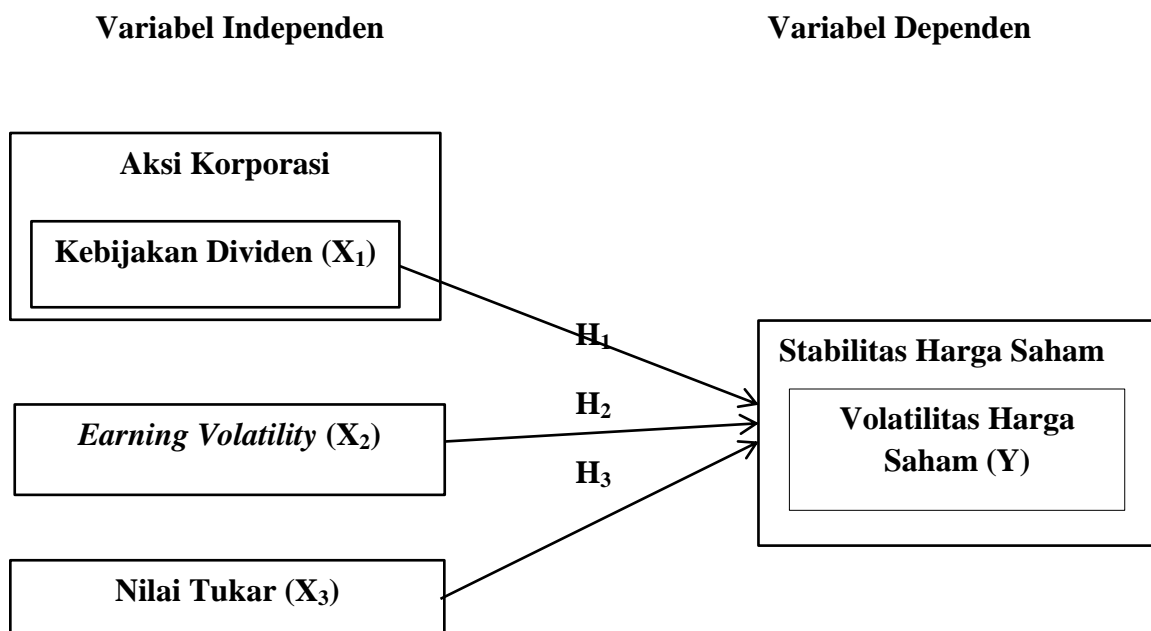 Variabel Independen
Variabel Dependen
Aksi Korporasi
Kebijakan Dividen (X₁)
H₁
Stabilitas Harga Saham
Earning Volatility (X₂)
H₂
Volatilitas Harga
Saham (Y)
H₃
Nilai Tukar (X₃)